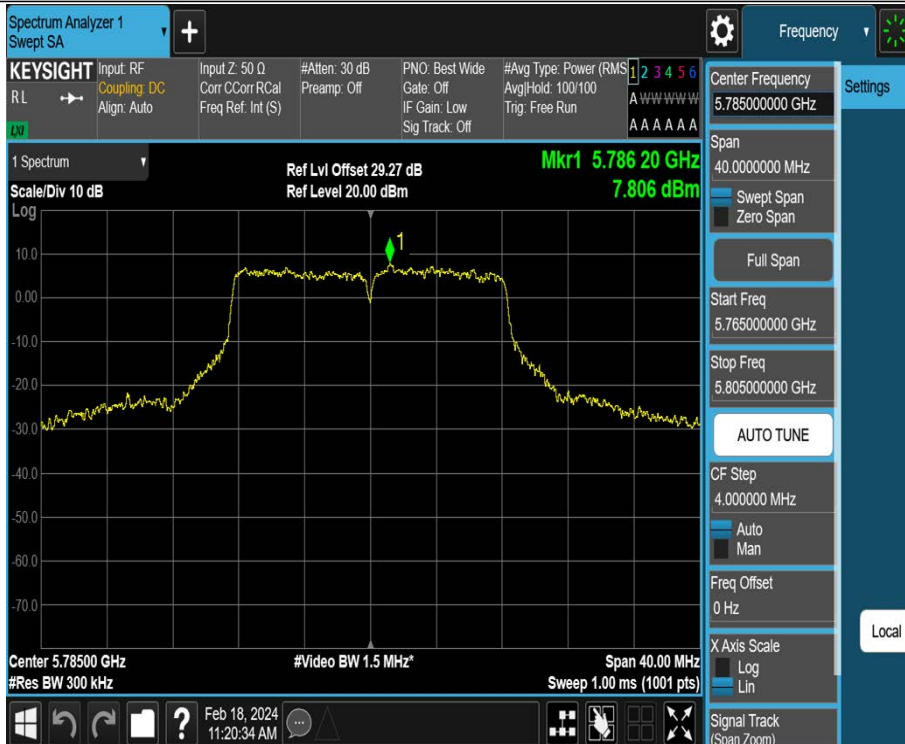 Spectrum Analyzer 1
Swept SA
+
Frequency
KEYSIGHT
RL
LXI
Input: RF
Coupling: DC
Align: Auto
Input Z: 50 Ω
Corr CCorr RCal
Freq Ref: Int (S)
#Atten: 30 dB
Preamp: Off
PNO: Best Wide
Gate: Off
IF Gain: Low
Sig Track: Off
#Avg Type: Power (RMS
Avg|Hold: 100/100
Trig: Free Run
1 2 3 4 5 6
A W W W W W
A A A A A A
1 Spectrum
Scale/Div 10 dB
Log
Ref Lvl Offset 29.27 dB
Ref Level 20.00 dBm
Mkr1 5.786 20 GHz
7.806 dBm
1
10.0
0.00
-10.0
-20.0
-30.0
-40.0
-50.0
-60.0
-70.0
Center 5.78500 GHz
#Res BW 300 kHz
#Video BW 1.5 MHz*
Span 40.00 MHz
Sweep 1.00 ms (1001 pts)
?
Feb 18, 2024
11:20:34 AM
Center Frequency
5.785000000 GHz
Span
40.0000000 MHz
Swept Span
Zero Span
Full Span
Start Freq
5.765000000 GHz
Stop Freq
5.805000000 GHz
AUTO TUNE
CF Step
4.000000 MHz
Auto
Man
Freq Offset
0 Hz
X Axis Scale
Log
Lin
Signal Track
(Span Zoom)
Settings
Local